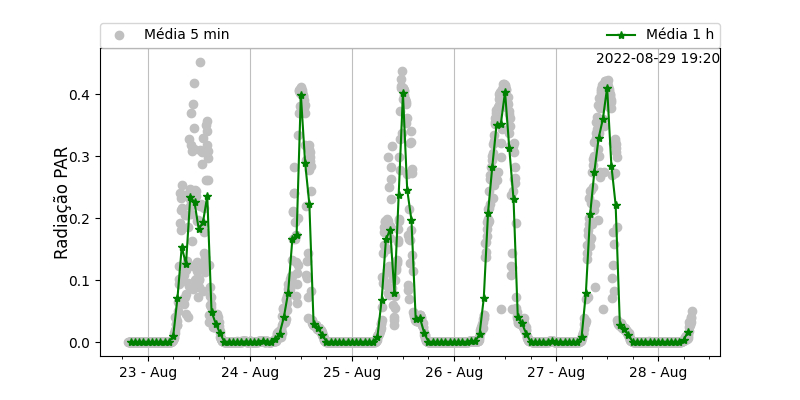 Média 5 min
Média 1 h
2022-08-29 19:20
Radiação PAR
0.4
0.3
0.2
0.1
0.0
23 - Aug
24 - Aug
25 - Aug
26 - Aug
27 - Aug
28 - Aug